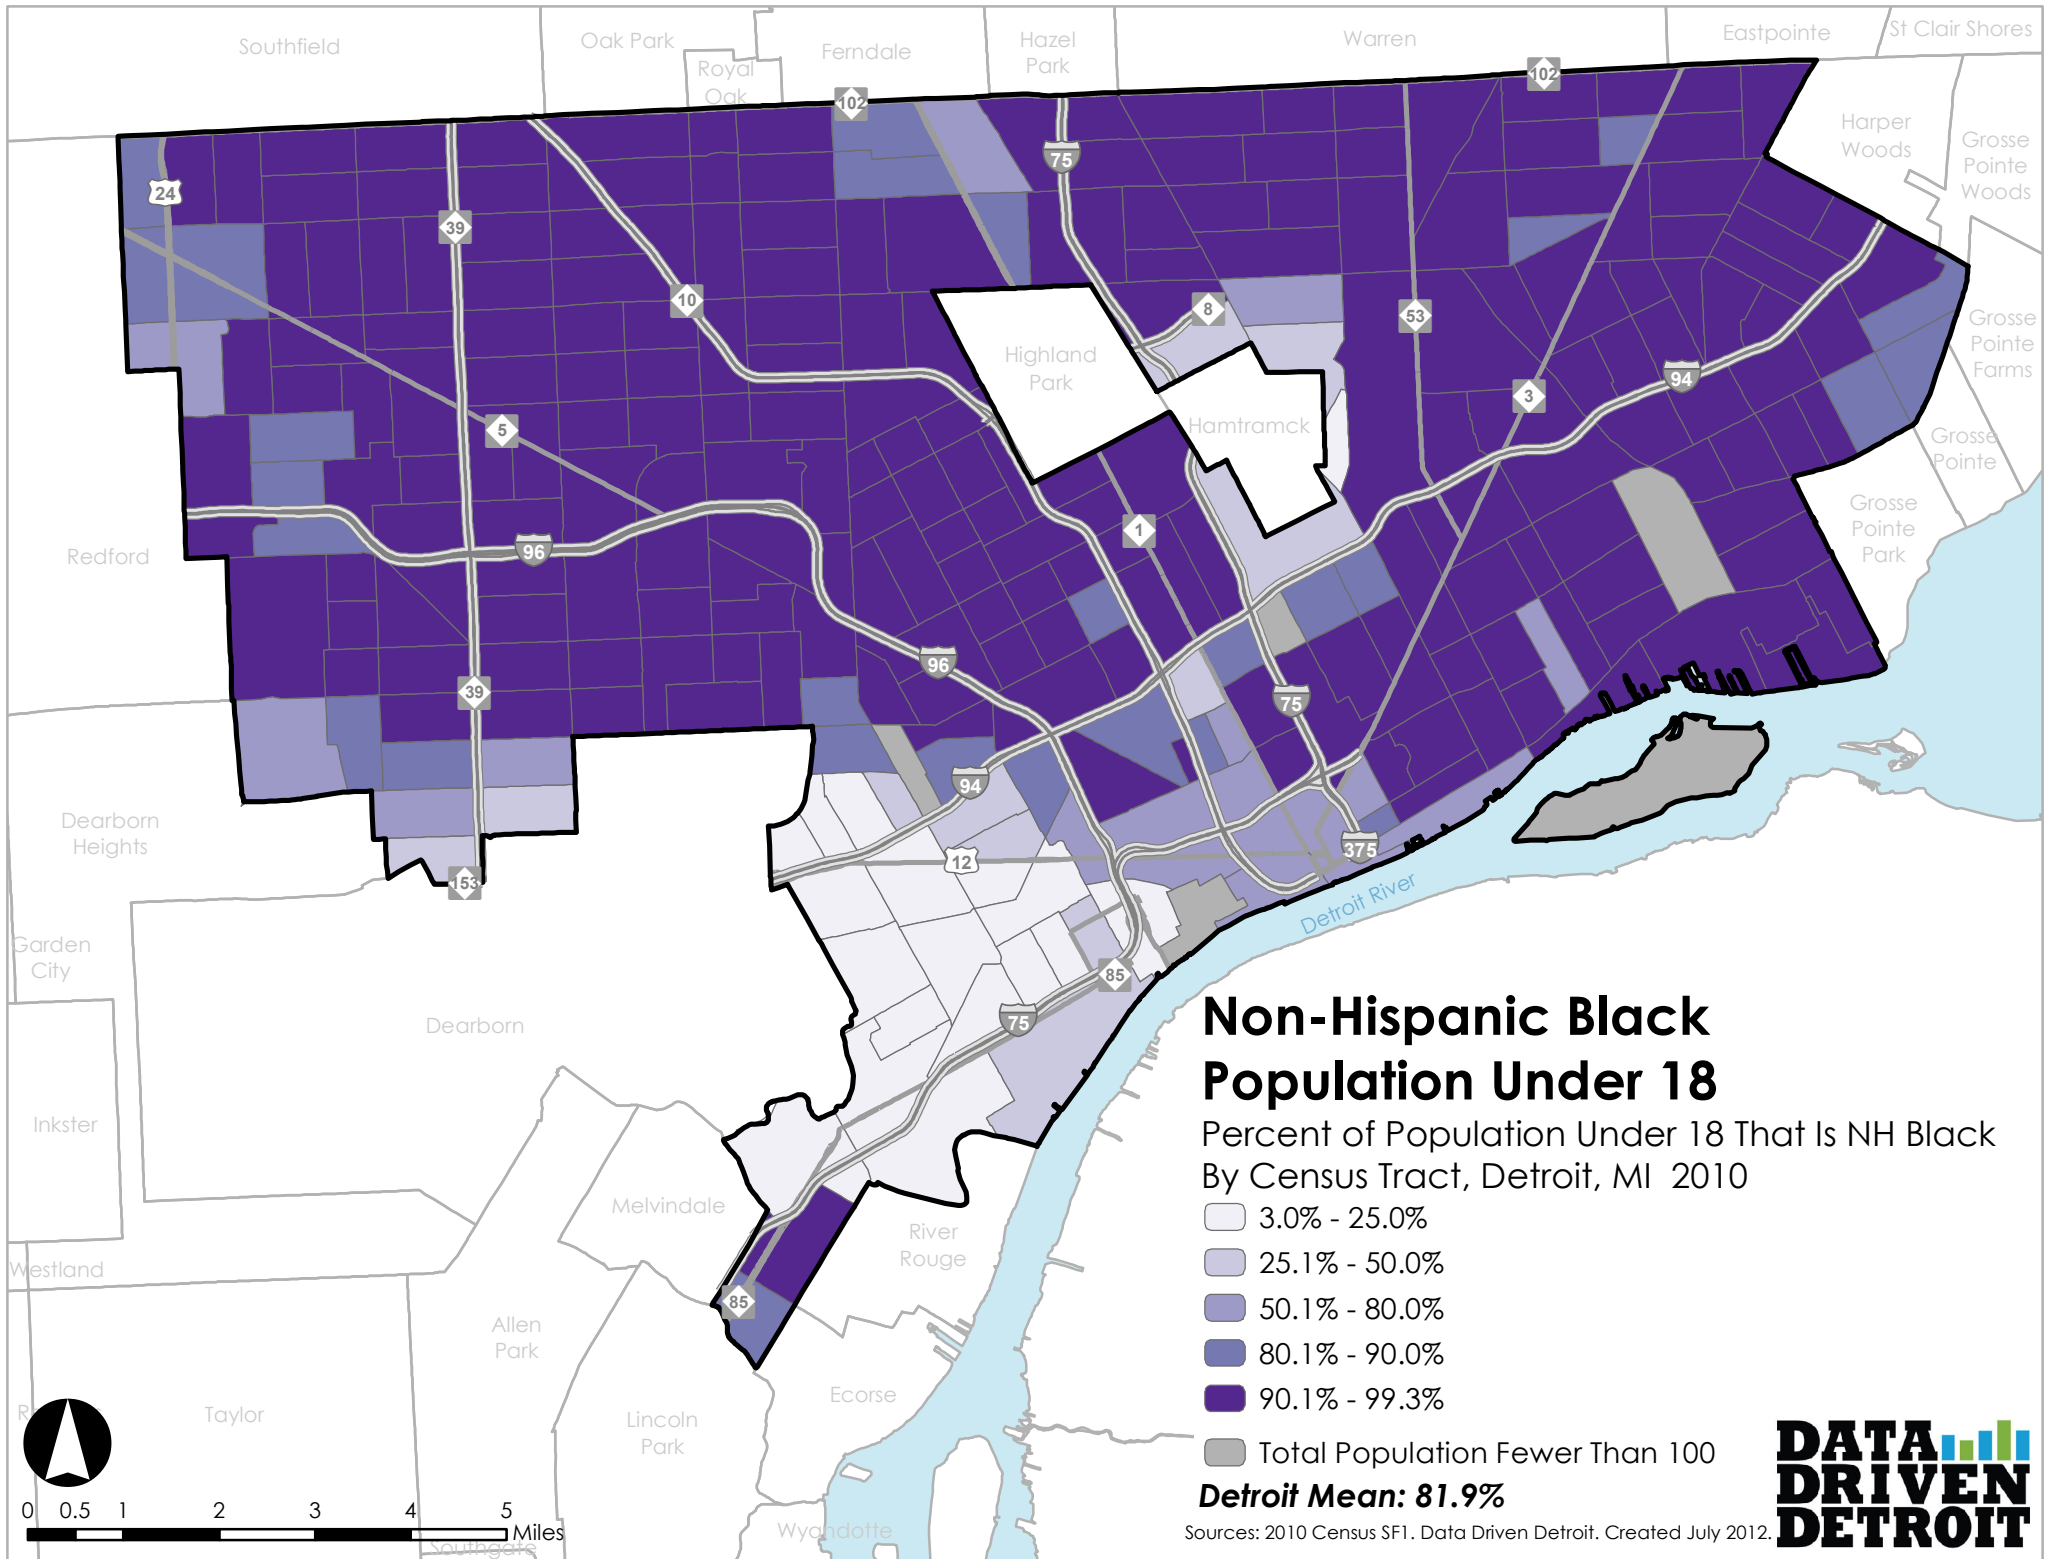 Southfield
Oak Park
Royal
Oak
Ferndale
Hazel
Park
Warren
Eastpointe
St Clair Shores
102
102
Harper
Woods
Grosse
Pointe
Woods
24
39
75
10
8
53
Highland
Park
Grosse
Pointe
Farms
94
3
5
Hamtramck
Grosse
Pointe
Grosse
Pointe
Park
Redford
96
1
96
39
75
94
12
375
Dearborn
Heights
153
Detroit River
Garden
City
85
75
Dearborn
Inkster
Melvindale
River
Rouge
Westland
85
Allen
Park
Ecorse
Taylor
Lincoln
Park
Wyandotte
Southgate
Non-Hispanic Black
Population Under 18
Percent of Population Under 18 That Is NH Black
By Census Tract, Detroit, MI 2010
3.0% - 25.0%
25.1% - 50.0%
50.1% - 80.0%
80.1% - 90.0%
90.1% - 99.3%
Total Population Fewer Than 100
Detroit Mean: 81.9%
Sources: 2010 Census SF1. Data Driven Detroit. Created July 2012.
DATA
DRIVEN
DETROIT
0 0.5 1 2 3 4 5
Miles